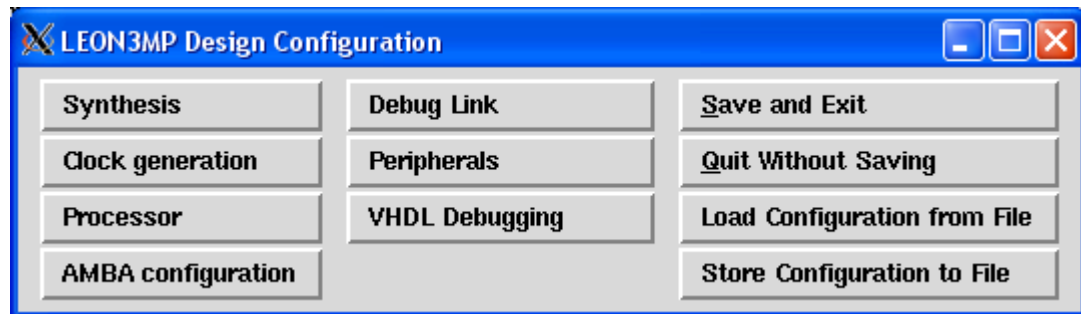 LEON3MP Design Configuration
Synthesis
Debug Link
Save and Exit
Clock generation
Peripherals
Quit Without Saving
Processor
VHDL Debugging
Load Configuration from File
AMBA configuration
Store Configuration to File